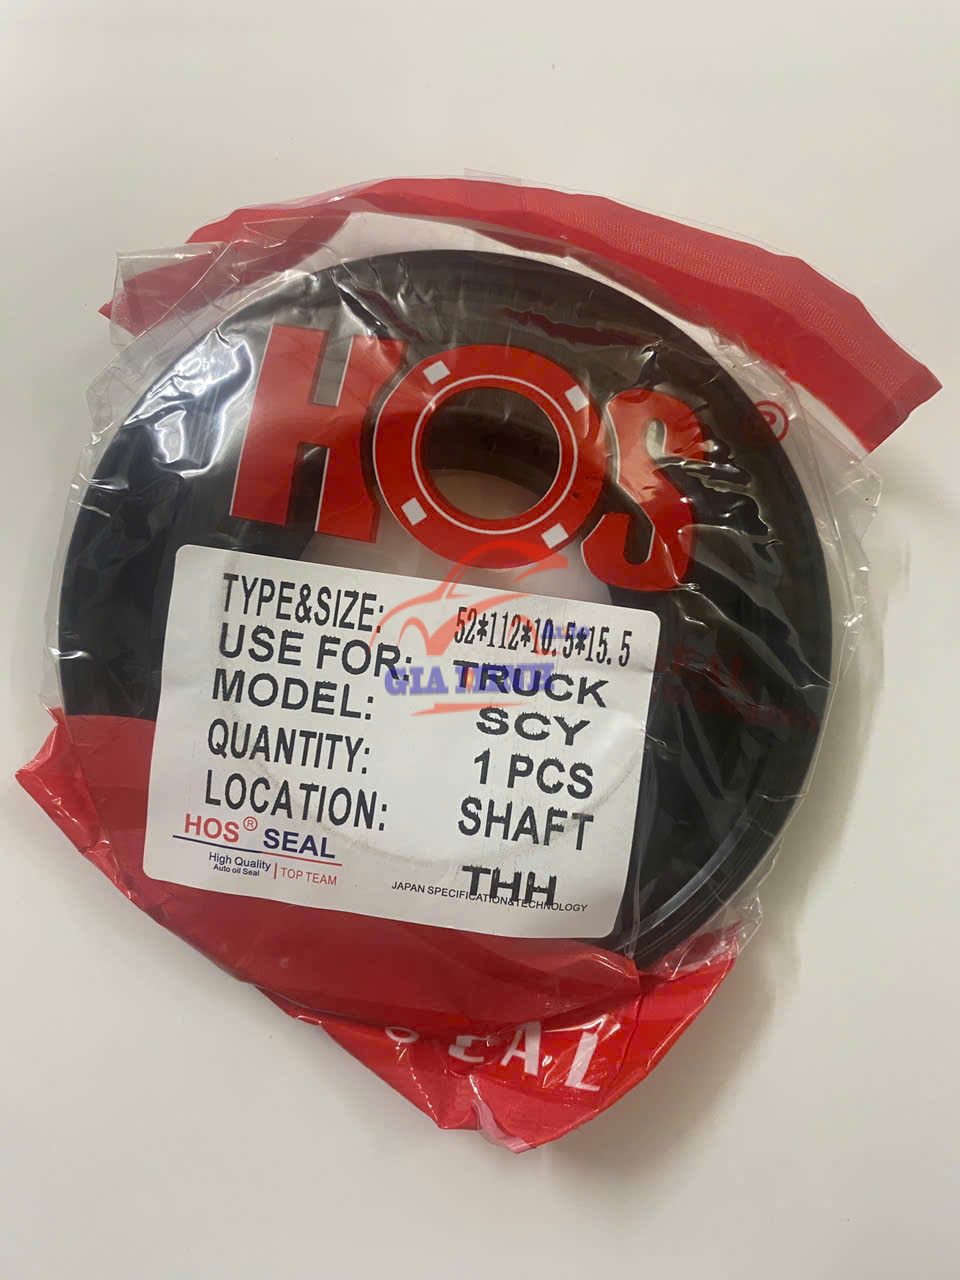 HOS®
TYPE&SIZE: 52*112*10.5*15.5
USE FOR: TRUCK
MODEL: SCY
QUANTITY: 1 PCS
LOCATION: SHAFT
HOS® SEAL
THH
High Quality
Auto oil Seal
TOP TEAM
JAPAN SPECIFICATION&TECHNOLOGY
GIA
SEAL